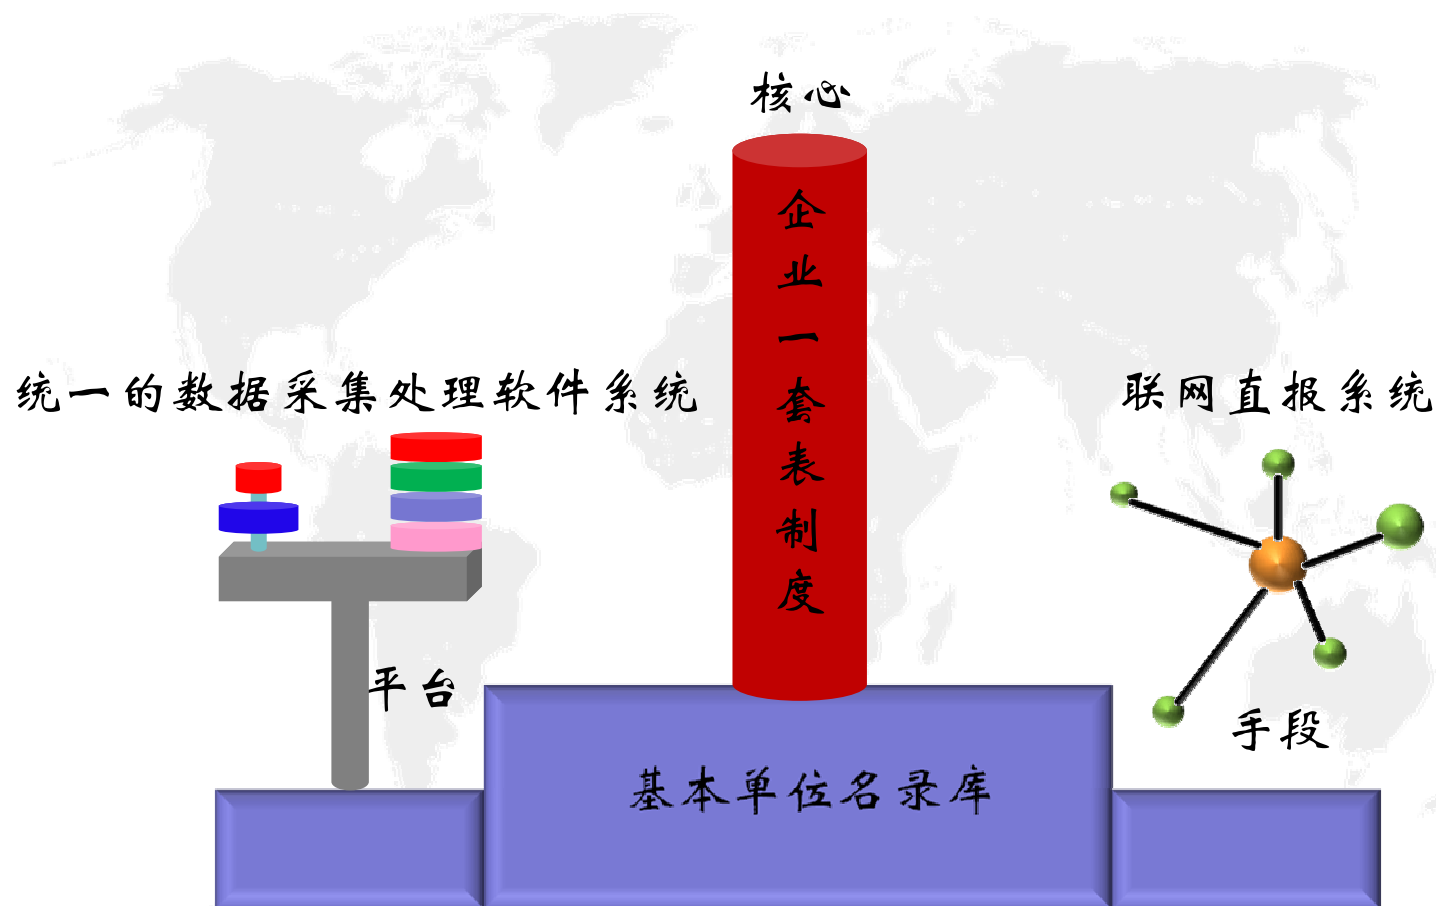 核心
企业一套表制度
统一的数据采集处理软件系统
联网直报系统
平台
手段
基本单位名录库